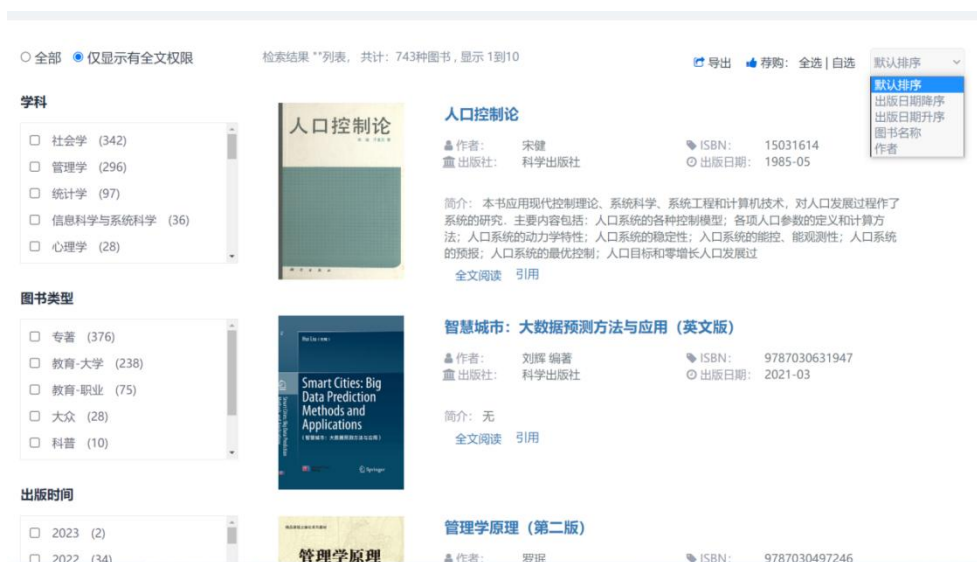 全部 仅显示有全文权限 检索结果 ""列表, 共计: 743种图书 , 显示 1到10 导出 荐购: 全选 | 自选 默认排序
默认排序
出版日期降序
出版日期升序
图书名称
作者
学科
社会学 (342)
管理学 (296)
统计学 (97)
信息科学与系统科学 (36)
心理学 (28)
图书类型
专著 (376)
教育-大学 (238)
教育-职业 (75)
大众 (28)
科普 (10)
出版时间
2023 (2)
2022 (34)
人口控制论
人口控制论
作者: 宋健 ISBN: 15031614
出版社: 科学出版社 出版日期: 1985-05
简介: 本书应用现代控制理论、系统科学、系统工程和计算机技术，对人口发展过程作了
系统的研究. 主要内容包括：人口系统的各种控制模型；各项人口参数的定义和计算方
法；人口系统的动力学特性；人口系统的稳定性；入口系统的能控、能观测性；人口系统
的预报；人口系统的最优控制；人口目标和零增长人口发展过
全文阅读 引用
Smart Cities: Big
Data Prediction
Methods and
Applications
(智慧城市：大数据预测方法与应用)
Springer
智慧城市：大数据预测方法与应用（英文版）
作者: 刘辉 编著 ISBN: 9787030631947
出版社: 科学出版社 出版日期: 2021-03
简介: 无
全文阅读 引用
管理学原理
管理学原理（第二版）
作者: 罗珉 ISBN: 9787030497246